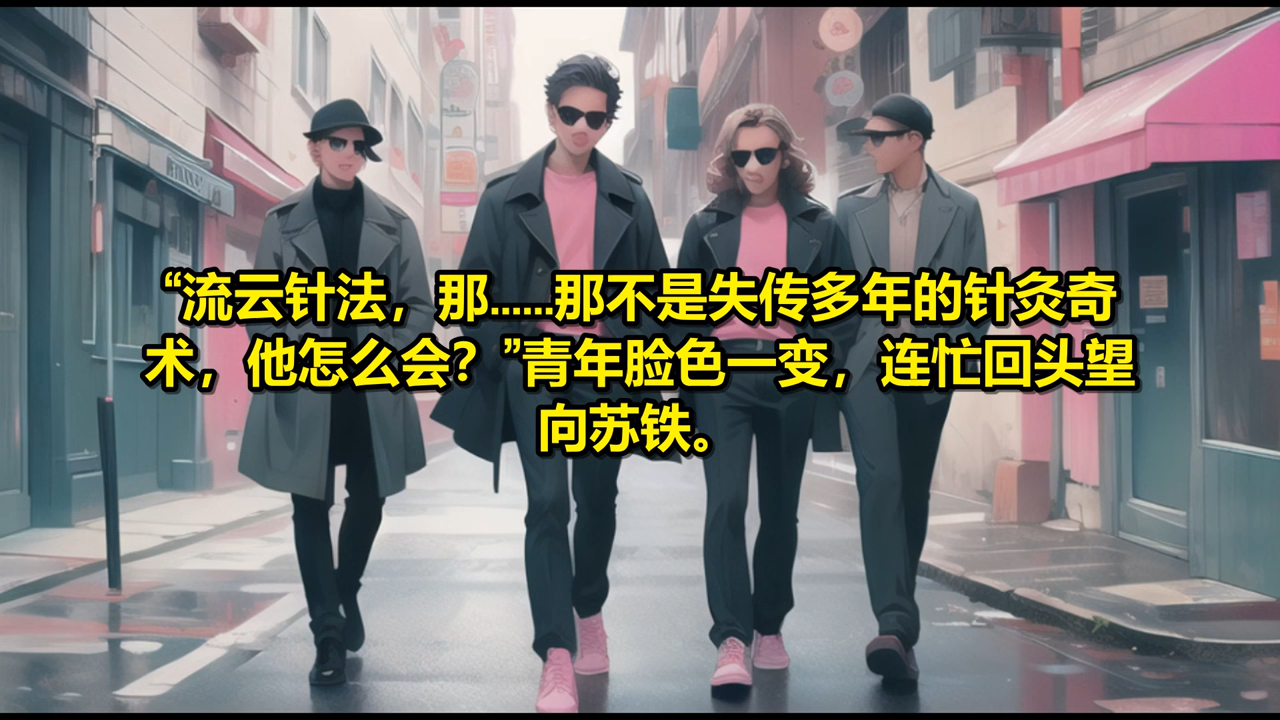 “流云针法，那......那不是失传多年的针灸奇
术，他怎么会？”青年脸色一变，连忙回头望
向苏铁。